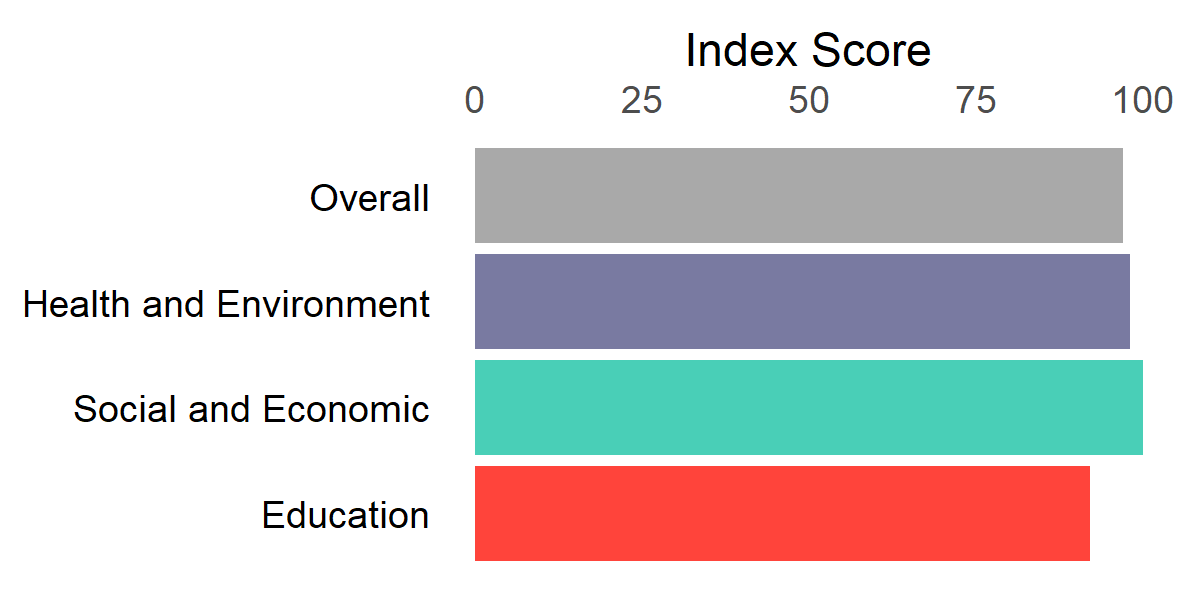 Index Score
0 25 50 75 100
Overall
Health and Environment
Social and Economic
Education